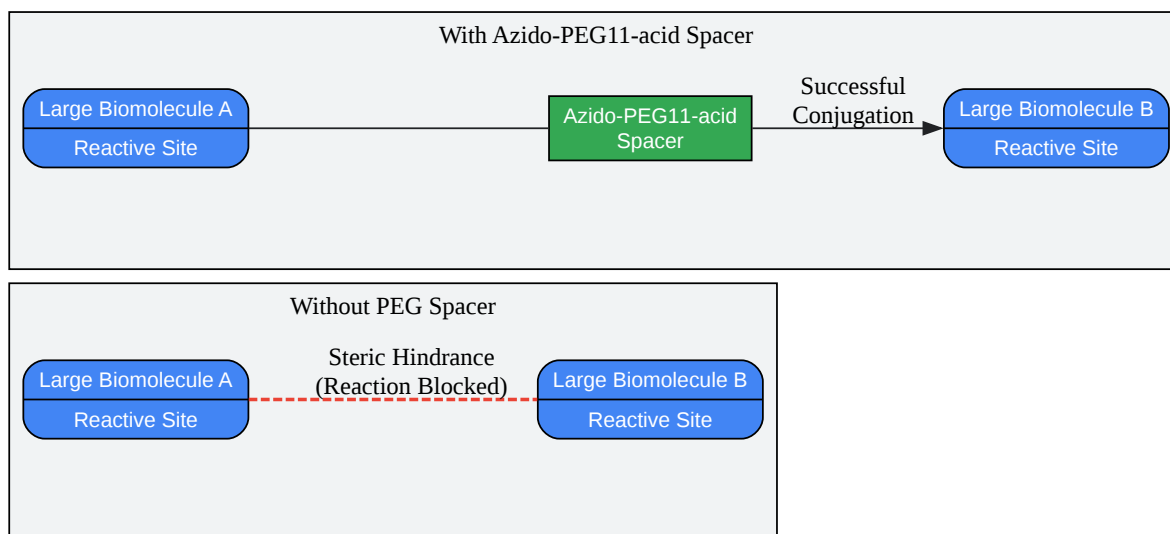 With Azido-PEG11-acid Spacer
Large Biomolecule A
Reactive Site
Azido-PEG11-acid
Spacer
Successful
Conjugation
Large Biomolecule B
Reactive Site
Without PEG Spacer
Large Biomolecule A
Reactive Site
Steric Hindrance
(Reaction Blocked)
Large Biomolecule B
Reactive Site